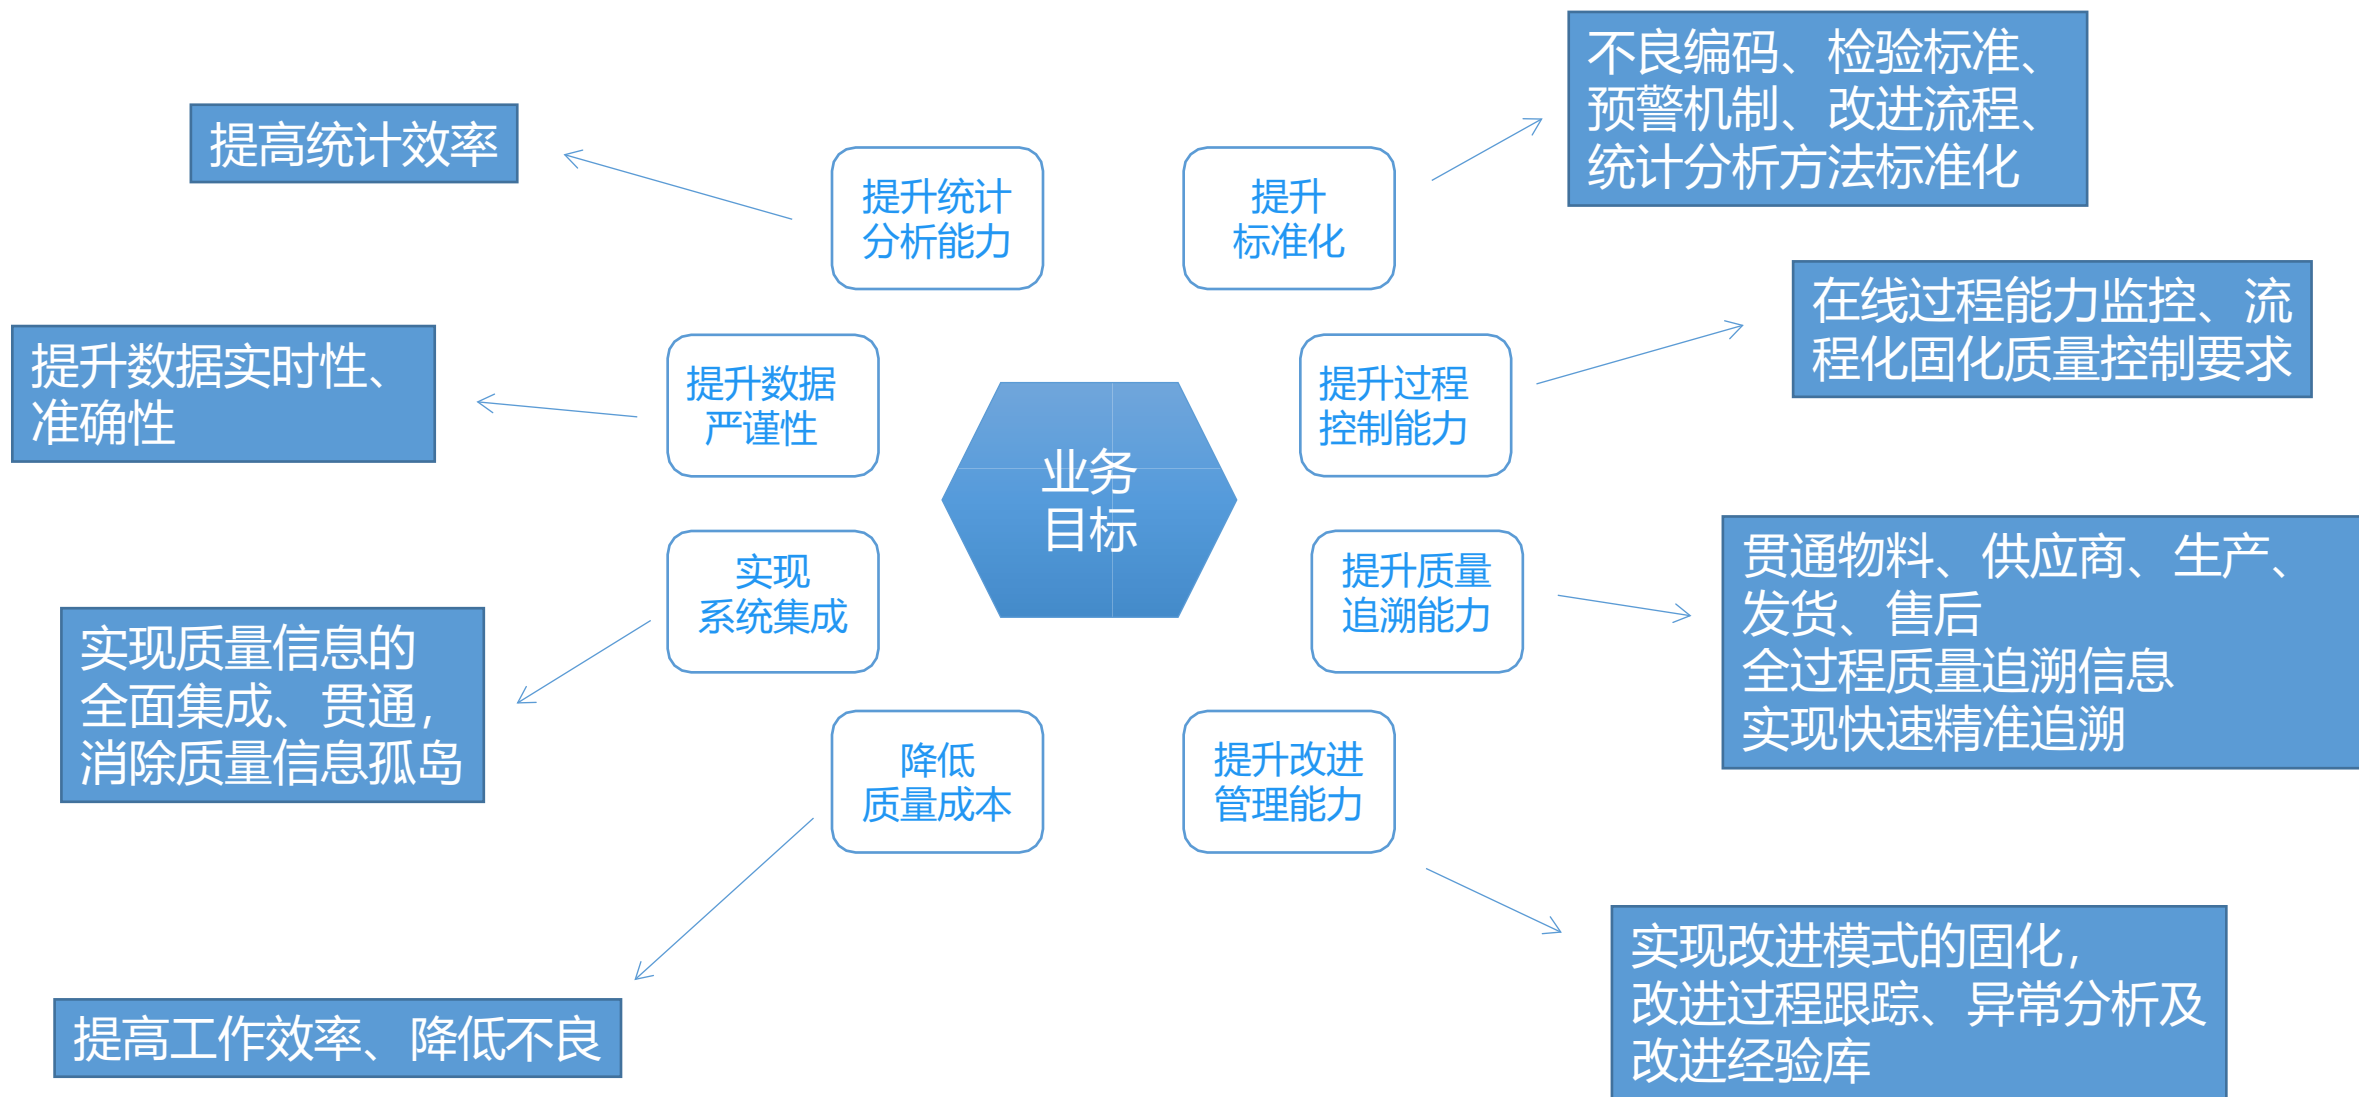 提高统计效率
提升统计
分析能力
提升
标准化
不良编码、检验标准、
预警机制、改进流程、
统计分析方法标准化
提升数据实时性、
准确性
提升数据
严谨性
业务
目标
提升过程
控制能力
在线过程能力监控、流
程化固化质量控制要求
实现质量信息的
全面集成、贯通，
消除质量信息孤岛
实现
系统集成
提升质量
追溯能力
贯通物料、供应商、生产、
发货、售后
全过程质量追溯信息
实现快速精准追溯
提高工作效率、降低不良
降低
质量成本
提升改进
管理能力
实现改进模式的固化，
改进过程跟踪、异常分析及
改进经验库